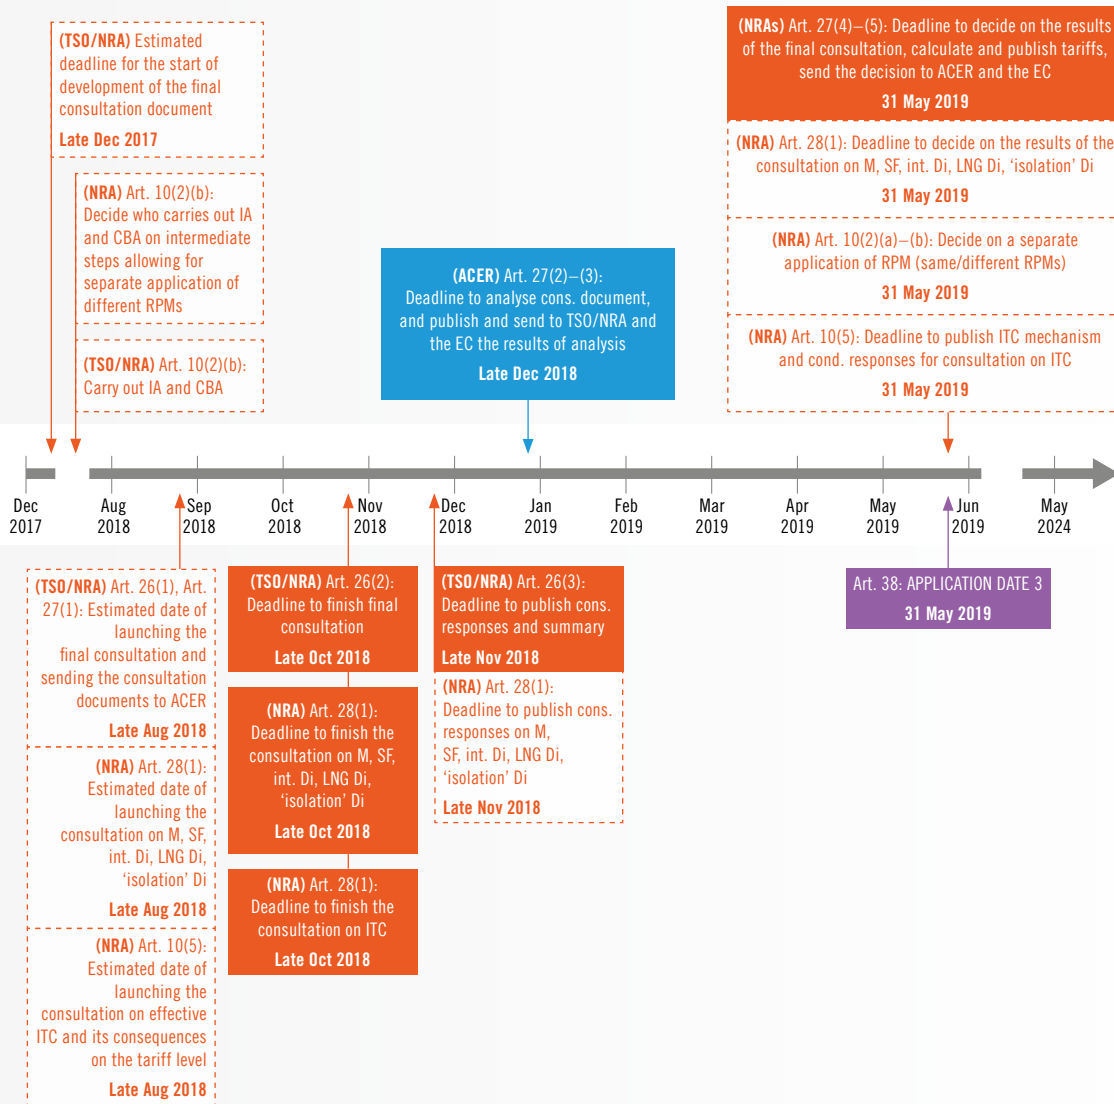 (TSO/NRA) Estimated
deadline for the start of
development of the final
consultation document
Late Dec 2017
(NRA) Art. 10(2)(b):
Decide who carries out IA
and CBA on intermediate
steps allowing for
separate application of
different RPMs
(TSO/NRA) Art. 10(2)(b):
Carry out IA and CBA
(ACER) Art. 27(2)–(3):
Deadline to analyse cons. document,
and publish and send to TSO/NRA and
the EC the results of analysis
Late Dec 2018
(NRAs) Art. 27(4)–(5): Deadline to decide on the results
of the final consultation, calculate and publish tariffs,
send the decision to ACER and the EC
31 May 2019
(NRA) Art. 28(1): Deadline to decide on the results of the
consultation on M, SF, int. Di, LNG Di, ‘isolation’ Di
31 May 2019
(NRA) Art. 10(2)(a)–(b): Decide on a separate
application of RPM (same/different RPMs)
31 May 2019
(NRA) Art. 10(5): Deadline to publish ITC mechanism
and cond. responses for consultation on ITC
31 May 2019
Dec
2017
Aug
2018
Sep
2018
Oct
2018
Nov
2018
Dec
2018
Jan
2019
Feb
2019
Mar
2019
Apr
2019
May
2019
Jun
2019
May
2024
(TSO/NRA) Art. 26(1), Art.
27(1): Estimated date of
launching the
final consultation and
sending the consultation
documents to ACER
Late Aug 2018
(NRA) Art. 28(1):
Estimated date of
launching the
consultation on M, SF,
int. Di, LNG Di,
‘isolation’ Di
Late Aug 2018
(NRA) Art. 10(5):
Estimated date of
launching the
consultation on effective
ITC and its consequences
on the tariff level
Late Aug 2018
(TSO/NRA) Art. 26(2):
Deadline to finish final
consultation
Late Oct 2018
(NRA) Art. 28(1):
Deadline to finish the
consultation on M, SF,
int. Di, LNG Di,
‘isolation’ Di
Late Oct 2018
(NRA) Art. 28(1):
Deadline to finish the
consultation on ITC
Late Oct 2018
(TSO/NRA) Art. 26(3):
Deadline to publish cons.
responses and summary
Late Nov 2018
(NRA) Art. 28(1):
Deadline to publish cons.
responses on M,
SF, int. Di, LNG Di,
‘isolation’ Di
Late Nov 2018
Art. 38: APPLICATION DATE 3
31 May 2019